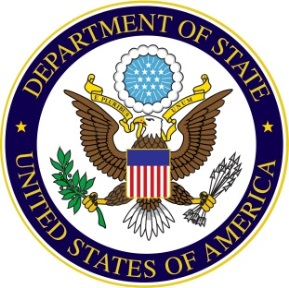 DEPARTMENT OF STATE
E PLURIBUS UNUM
UNITED STATES OF AMERICA